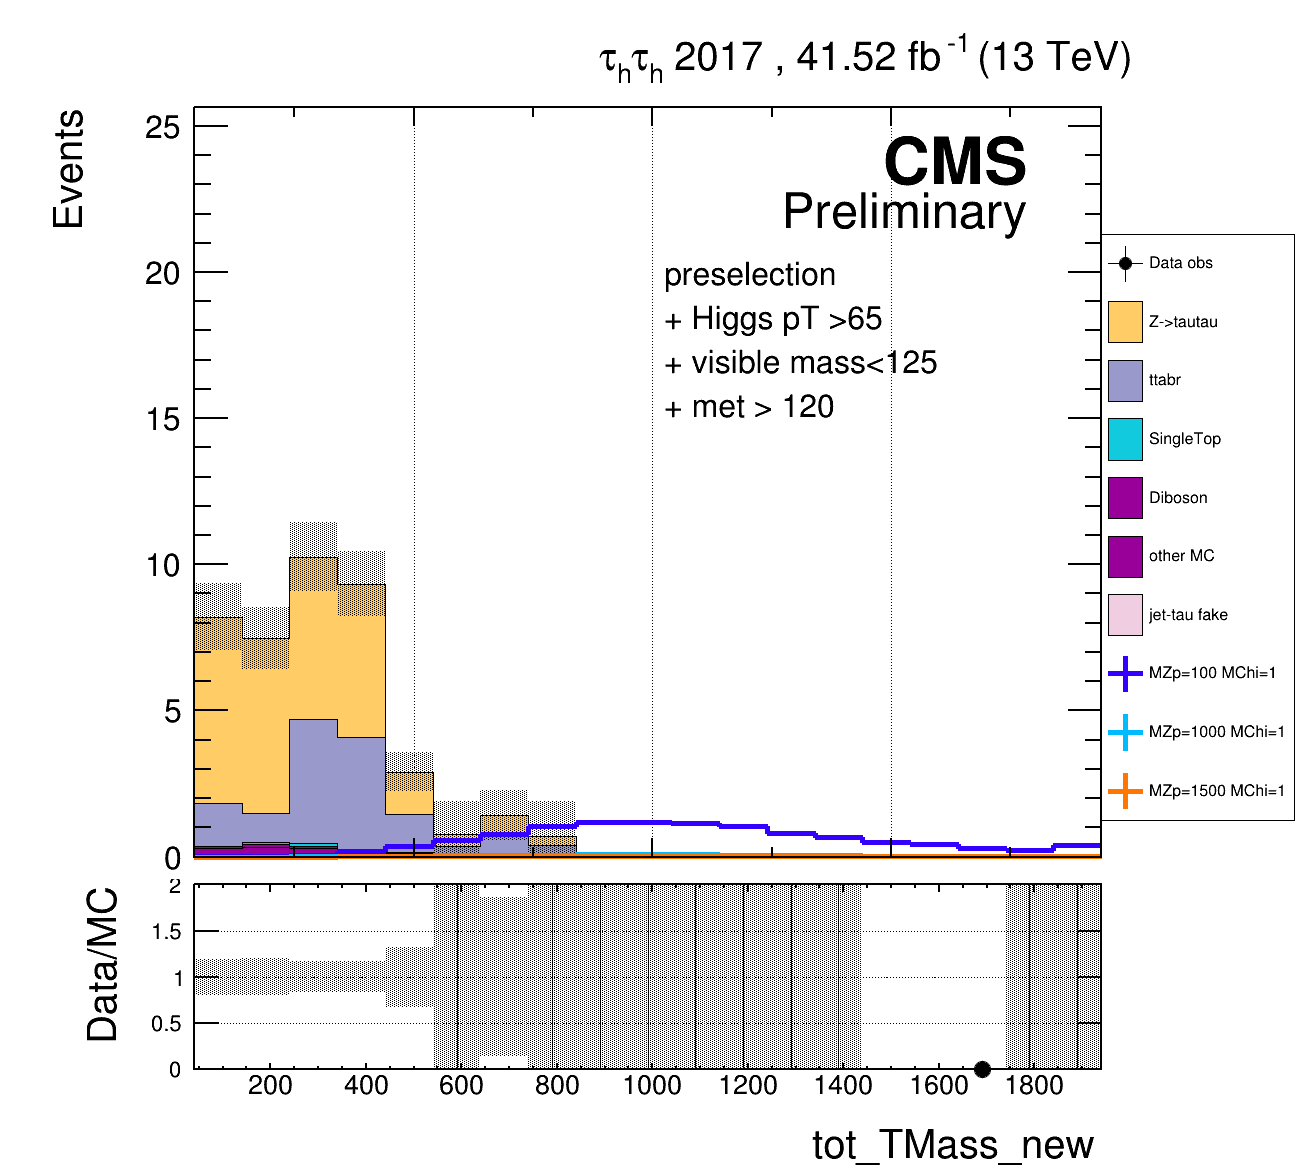 τhτh 2017 , 41.52 fb-1 (13 TeV)
Events
25
20
15
10
5
0
CMS
Preliminary
preselection
+ Higgs pT >65
+ visible mass<125
+ met > 120
Data obs
Z->tautau
ttabr
SingleTop
Diboson
other MC
jet-tau fake
MZp=100 MChi=1
MZp=1000 MChi=1
MZp=1500 MChi=1
Data/MC
2
1.5
1
0.5
0
200 400 600 800 1000 1200 1400 1600 1800
tot_TMass_new